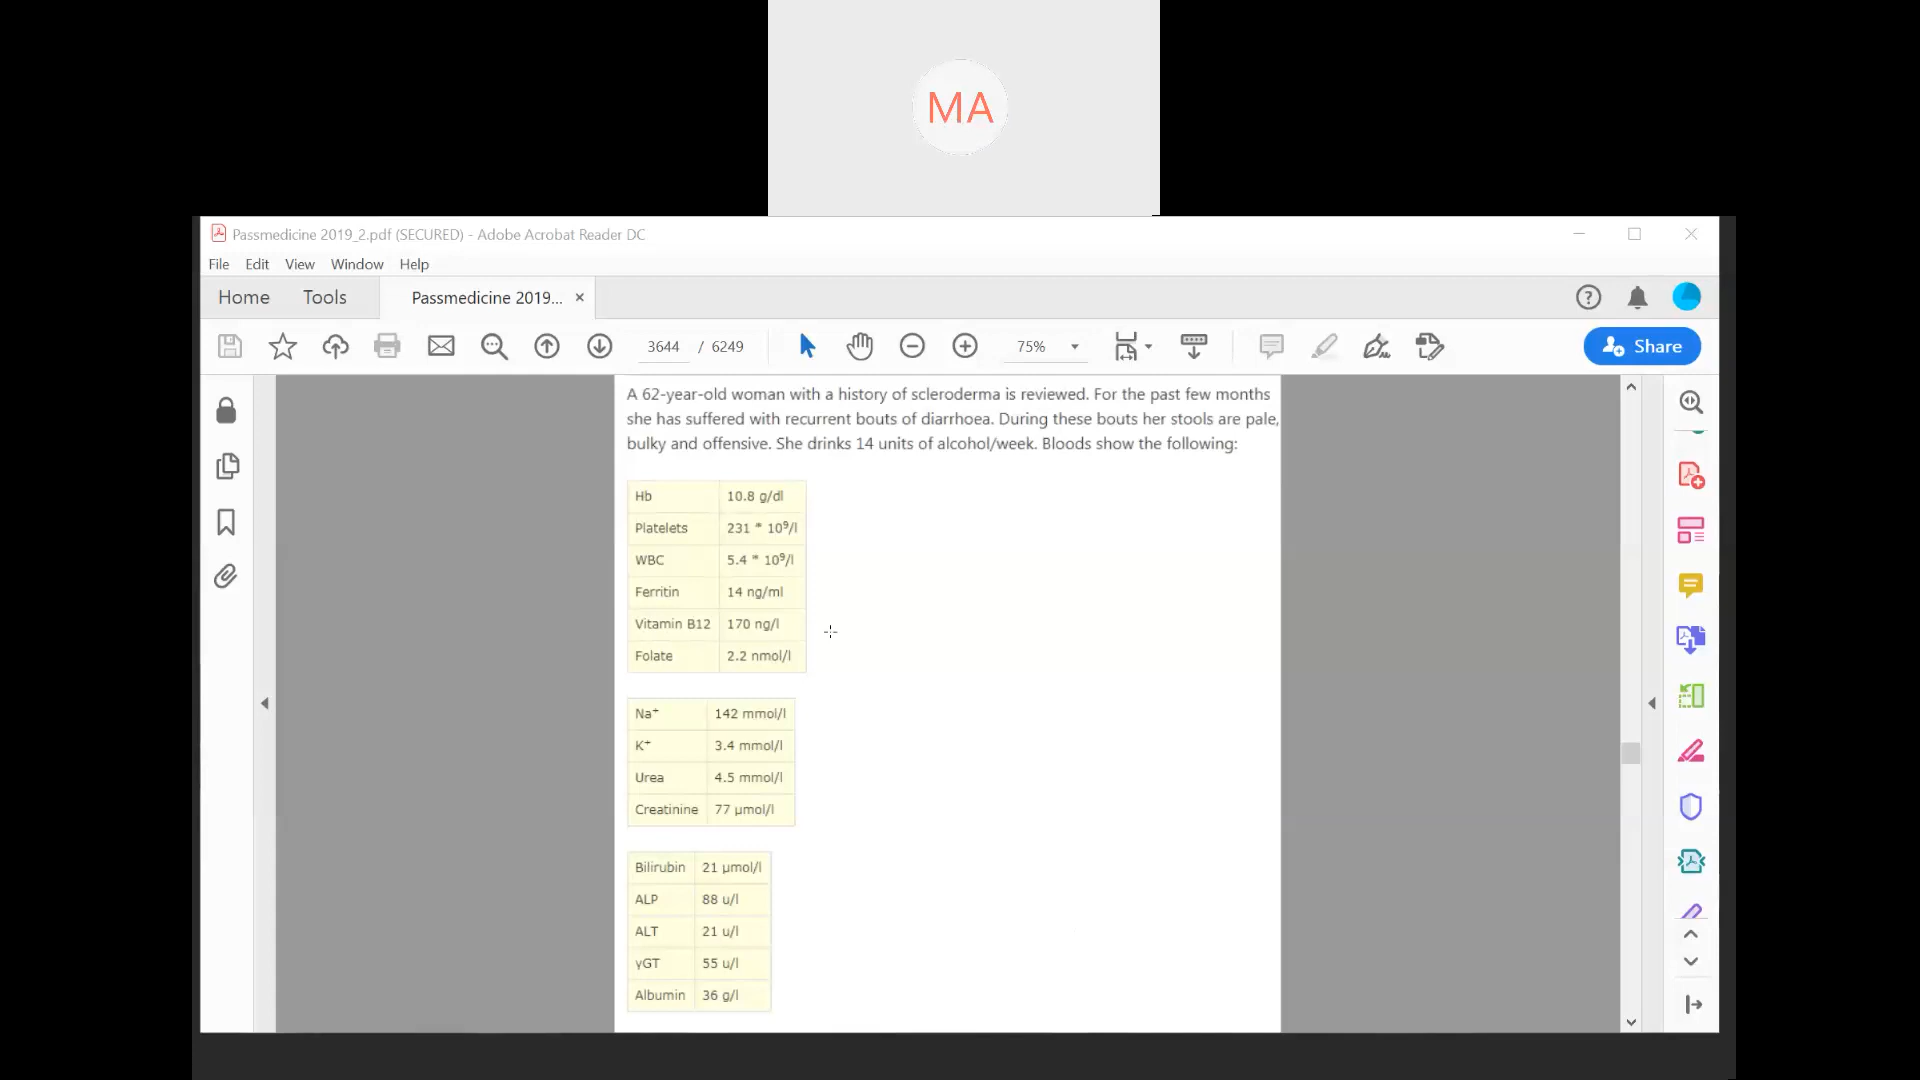 MA
Passmedicine 2019_2.pdf (SECURED) - Adobe Acrobat Reader DC
File Edit View Window Help
Home Tools Passmedicine 2019... ×
3644 / 6249 75% Share
A 62-year-old woman with a history of scleroderma is reviewed. For the past few months
she has suffered with recurrent bouts of diarrhoea. During these bouts her stools are pale,
bulky and offensive. She drinks 14 units of alcohol/week. Bloods show the following:
Hb 10.8 g/dl
Platelets 231 * 10⁹/l
WBC 5.4 * 10⁹/l
Ferritin 14 ng/ml
Vitamin B12 170 ng/l
Folate 2.2 nmol/l
Na⁺ 142 mmol/l
K⁺ 3.4 mmol/l
Urea 4.5 mmol/l
Creatinine 77 µmol/l
Bilirubin 21 µmol/l
ALP 88 u/l
ALT 21 u/l
γGT 55 u/l
Albumin 36 g/l